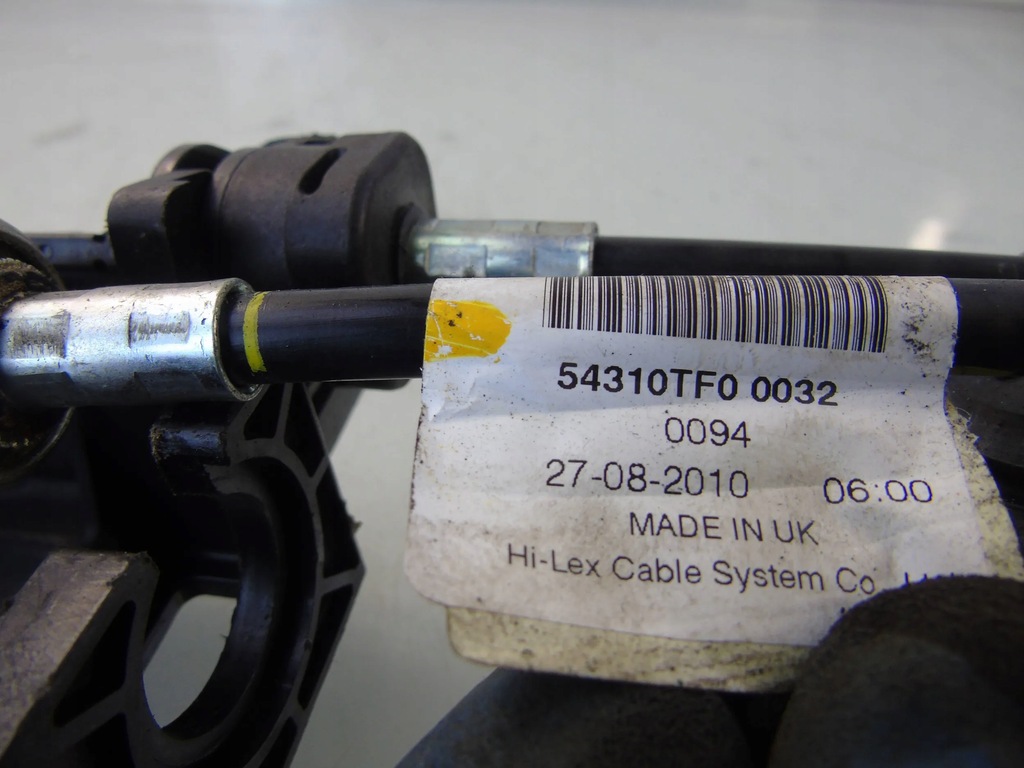 54310TF0 0032
0094
27-08-2010 06:00
MADE IN UK
Hi-Lex Cable System Co